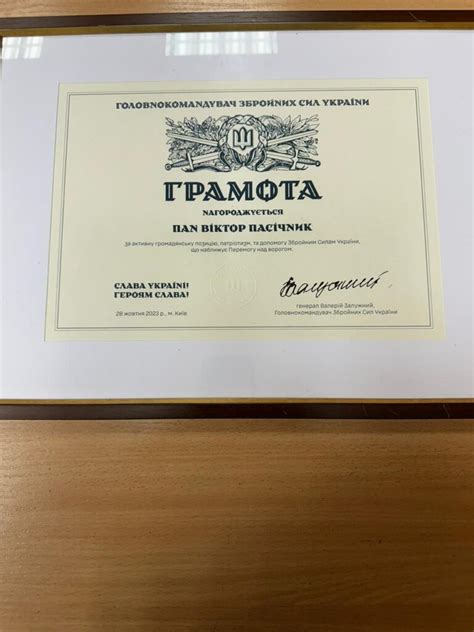 ГОЛОВНОКОМАНДУВАЧ ЗБРОЙНИХ СИЛ УКРАЇНИ
ГРАМОТА
НАГОРОДЖУЄТЬСЯ
ПАН ВІКТОР ПАСІЧНИК
За активну громадянську позицію, патріотизм, та допомогу Збройним Силам України,
що наближує Перемогу над ворогом.
СЛАВА УКРАЇНІ!
ГЕРОЯМ СЛАВА!
28 жовтня 2023 р., м. Київ
генерал Валерій Залужний,
Головнокомандувач Збройних Сил України